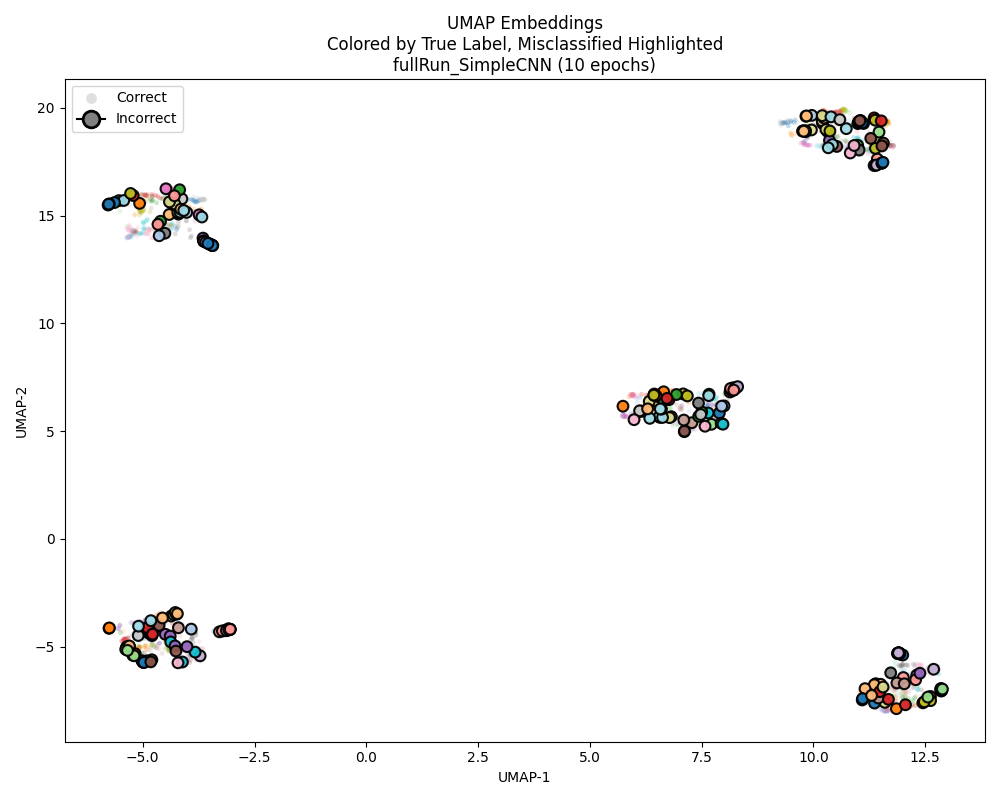 UMAP Embeddings
Colored by True Label, Misclassified Highlighted
fullRun_SimpleCNN (10 epochs)
Correct
Incorrect
20
15
10
5
0
−5
UMAP-2
−5.0
−2.5
0.0
2.5
5.0
7.5
10.0
12.5
UMAP-1